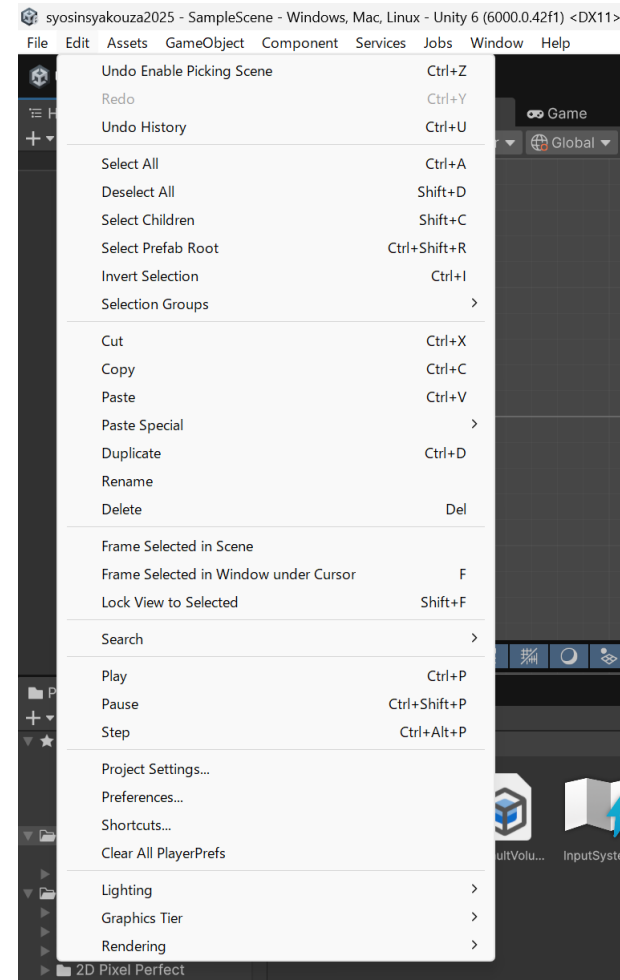 syosinsyakouza2025 - SampleScene - Windows, Mac, Linux - Unity 6 (6000.0.42f1) <DX11>
File Edit Assets GameObject Component Services Jobs Window Help
Undo Enable Picking Scene Ctrl+Z
Redo Ctrl+Y
Undo History Ctrl+U
Game
Global
Select All Ctrl+A
Deselect All Shift+D
Select Children Shift+C
Select Prefab Root Ctrl+Shift+R
Invert Selection Ctrl+I
Selection Groups
Cut Ctrl+X
Copy Ctrl+C
Paste Ctrl+V
Paste Special
Duplicate Ctrl+D
Rename
Delete Del
Frame Selected in Scene
Frame Selected in Window under Cursor F
Lock View to Selected Shift+F
Search
Play Ctrl+P
Pause Ctrl+Shift+P
Step Ctrl+Alt+P
Project Settings...
Preferences...
Shortcuts...
Clear All PlayerPrefs
ultVolu...
InputSyste
Lighting
Graphics Tier
Rendering
2D Pixel Perfect